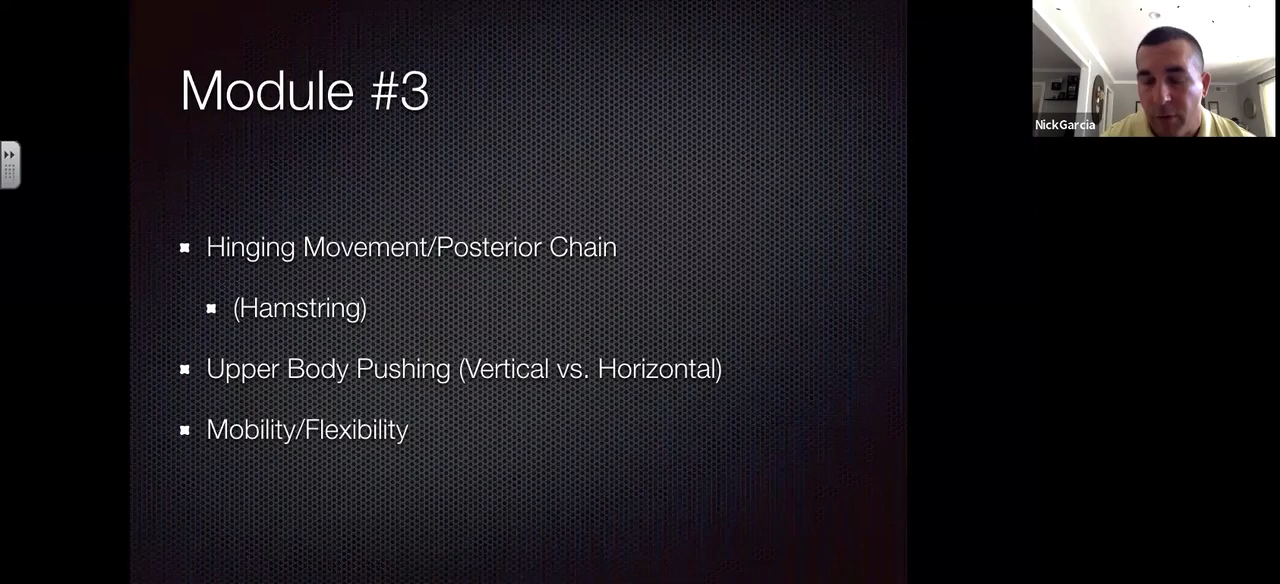 Module #3
Hinging Movement/Posterior Chain
(Hamstring)
Upper Body Pushing (Vertical vs. Horizontal)
Mobility/Flexibility
NickGarcia